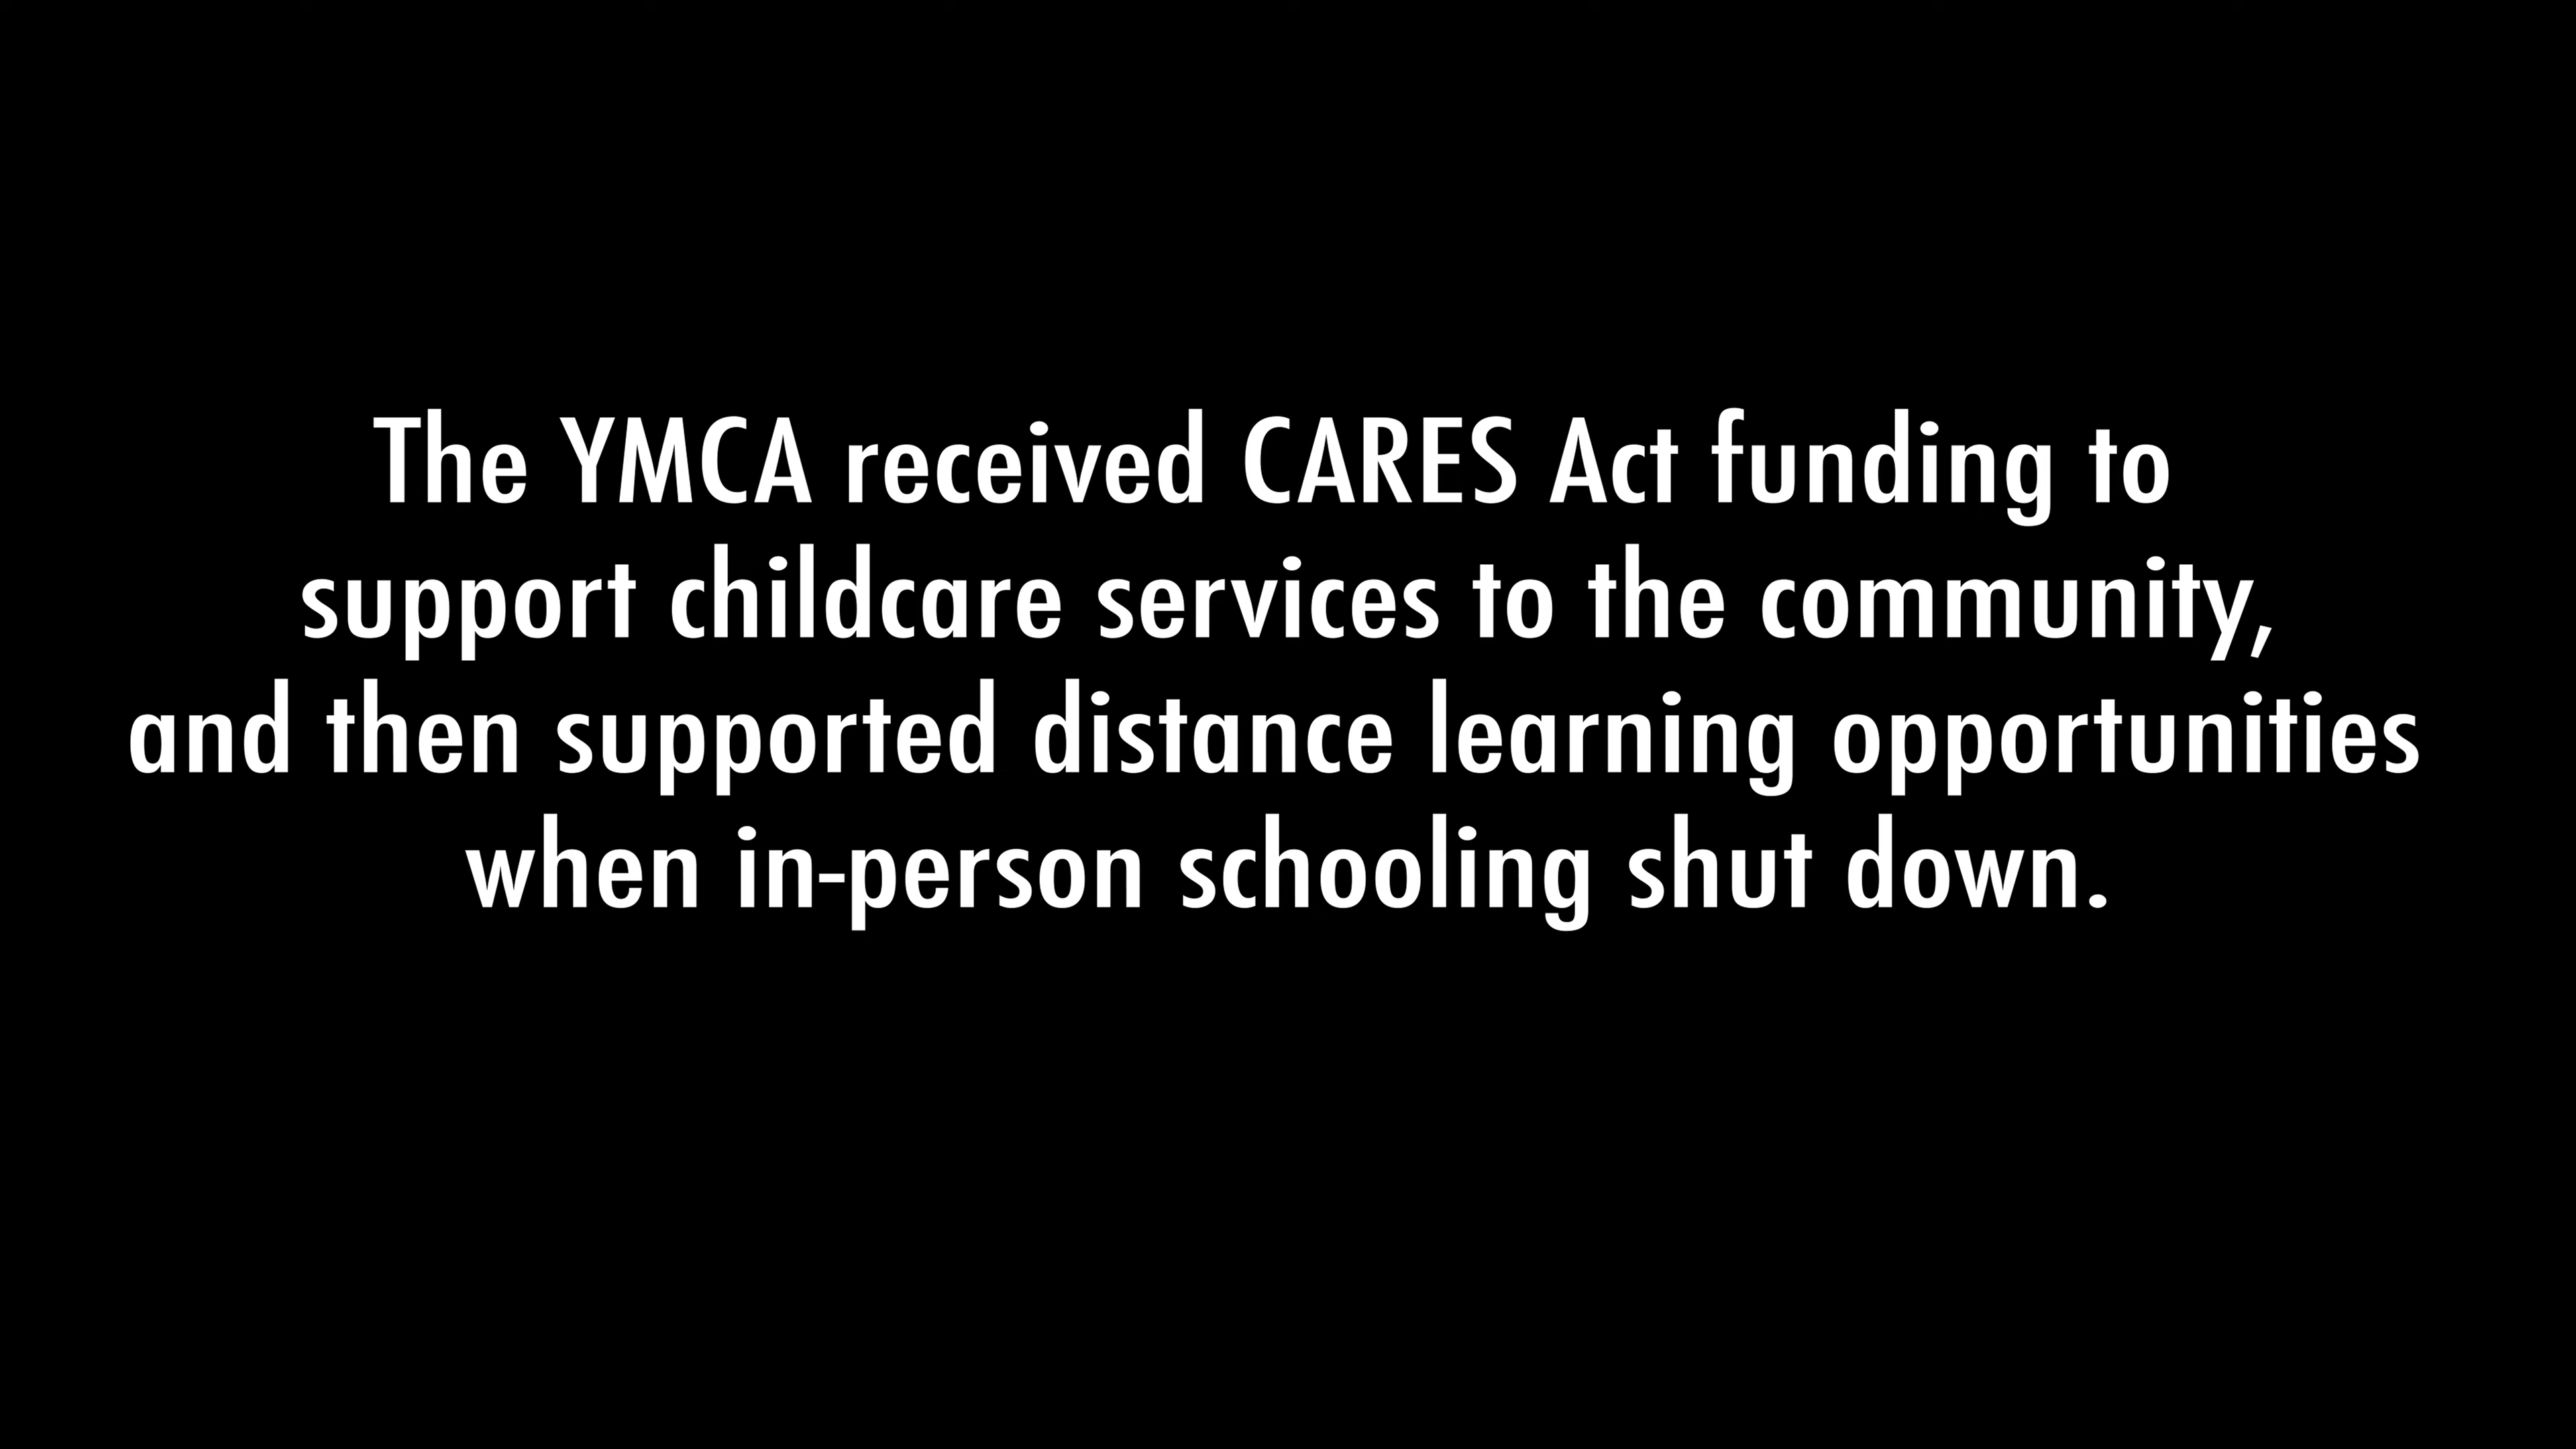 The YMCA received CARES Act funding to
support childcare services to the community,
and then supported distance learning opportunities
when in-person schooling shut down.